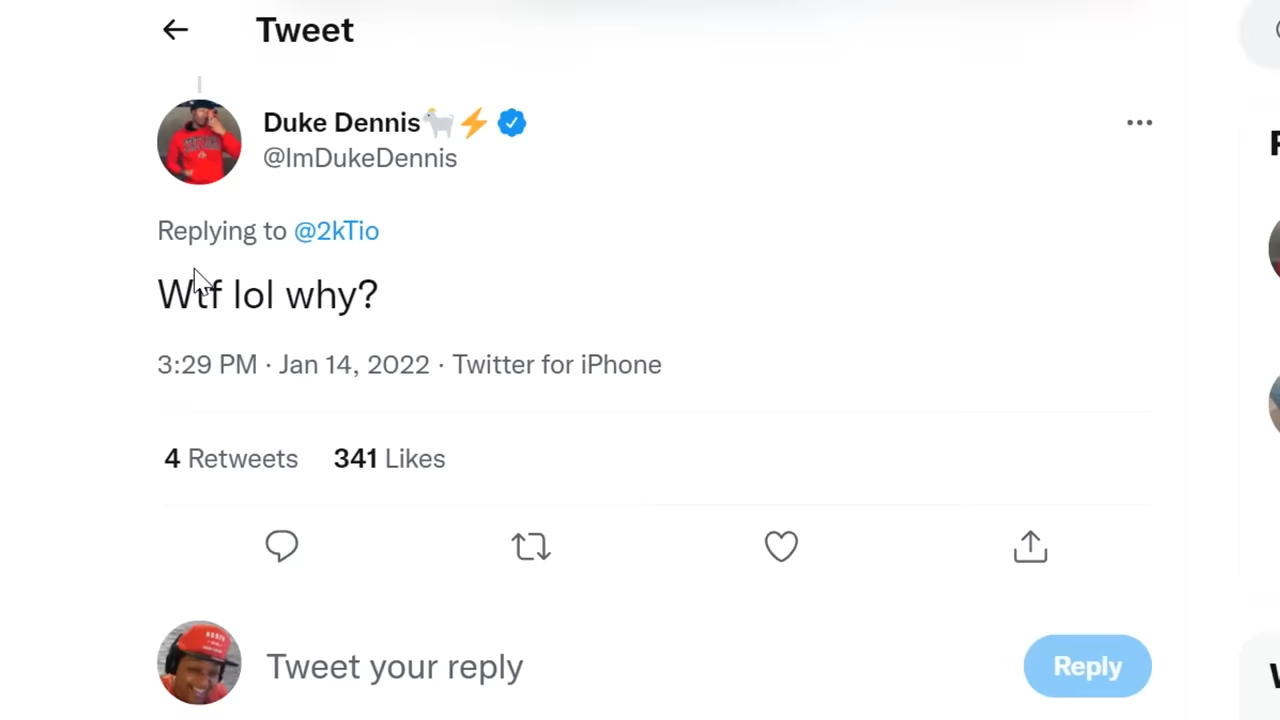 Tweet
Duke Dennis🐐⚡
@ImDukeDennis
Replying to @2kTio
Wtf lol why?
3:29 PM · Jan 14, 2022 · Twitter for iPhone
4 Retweets 341 Likes
Tweet your reply
Reply